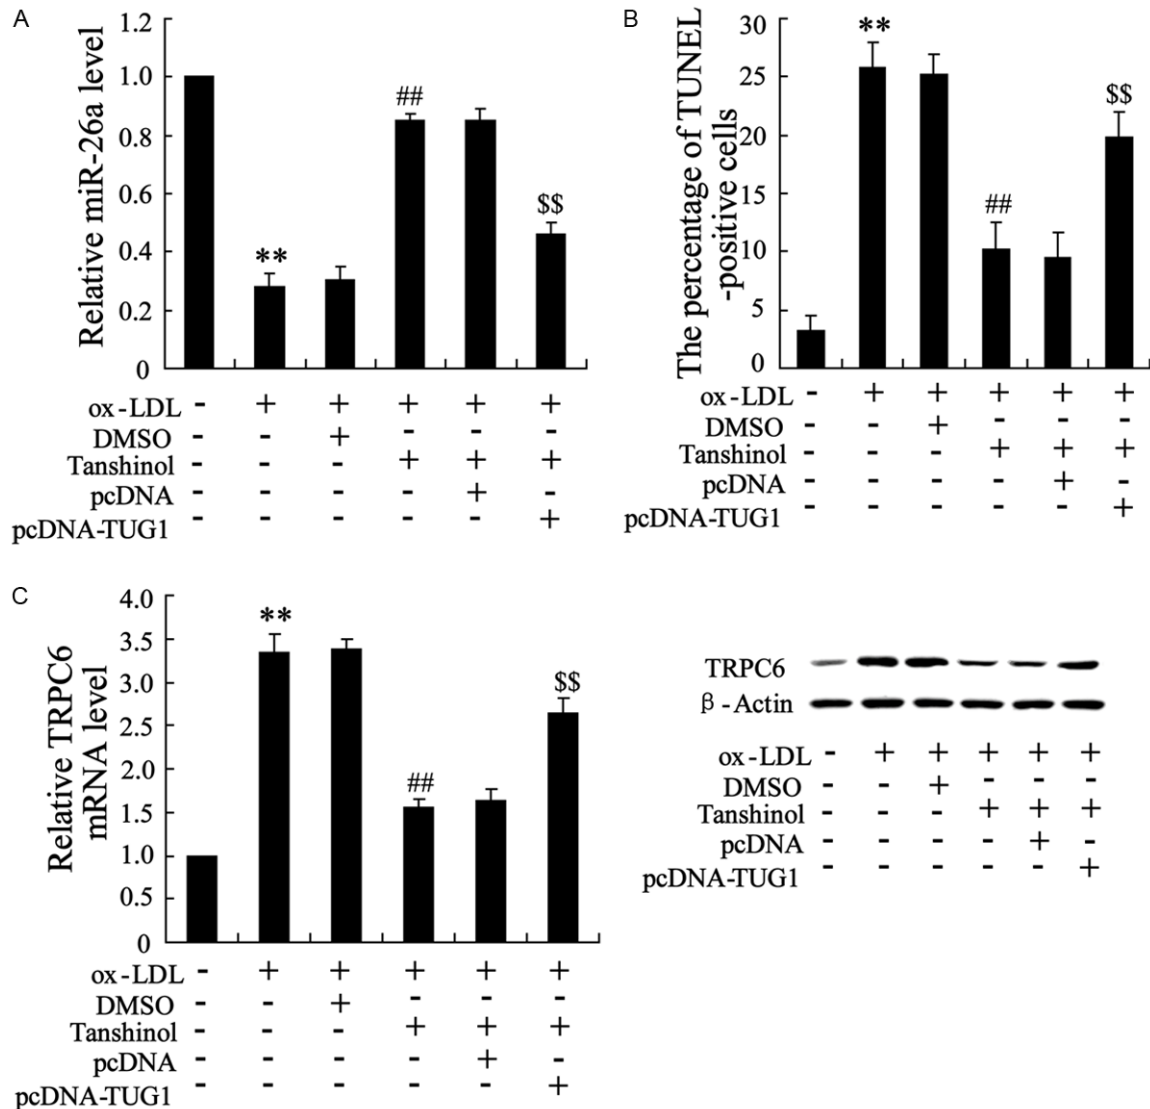 A
Relative miR-26a level
1.2
1.0
0.8
0.6
0.4
0.2
0
**
##
$$
ox-LDL - + + + + +
DMSO - - + - - -
Tanshinol - - - + + +
pcDNA - - - - + -
pcDNA-TUG1 - - - - - +
B
The percentage of TUNEL
-positive cells
30
25
20
15
10
5
0
**
##
$$
ox-LDL - + + + + +
DMSO - - + - - -
Tanshinol - - - + + +
pcDNA - - - - + -
pcDNA-TUG1 - - - - - +
C
Relative TRPC6
mRNA level
4.0
3.5
3.0
2.5
2.0
1.5
1.0
0.5
0
**
##
$$
ox-LDL - + + + + +
DMSO - - + - - -
Tanshinol - - - + + +
pcDNA - - - - + -
pcDNA-TUG1 - - - - - +
TRPC6
β-Actin
ox-LDL - + + + + +
DMSO - - + - - -
Tanshinol - - - + + +
pcDNA - - - - + -
pcDNA-TUG1 - - - - - +